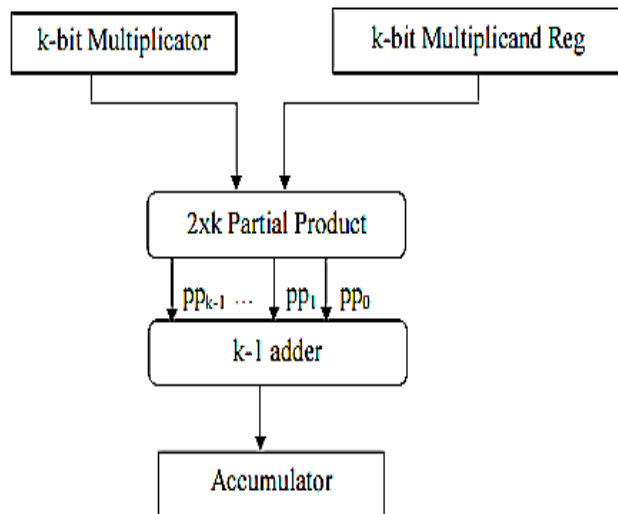 k-bit Multiplicator
k-bit Multiplicand Reg
2xk Partial Product
ppk-1 ... pp1 pp0
k-1 adder
Accumulator